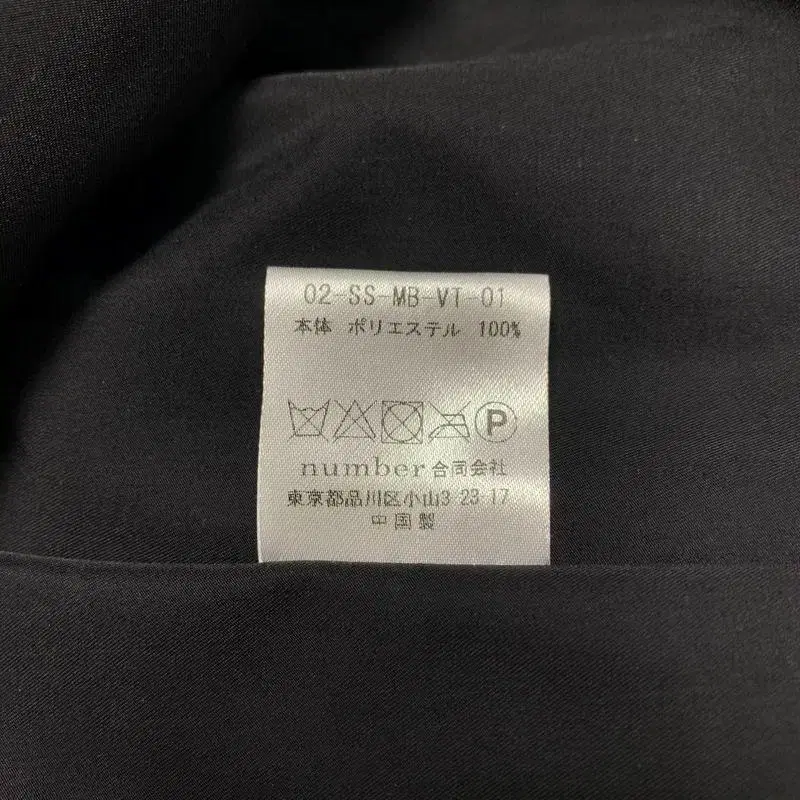 02-SS-MB-VT-01
本体 ポリエステル 100%
P
number合同会社
東京都品川区小山3-23-17
中国製